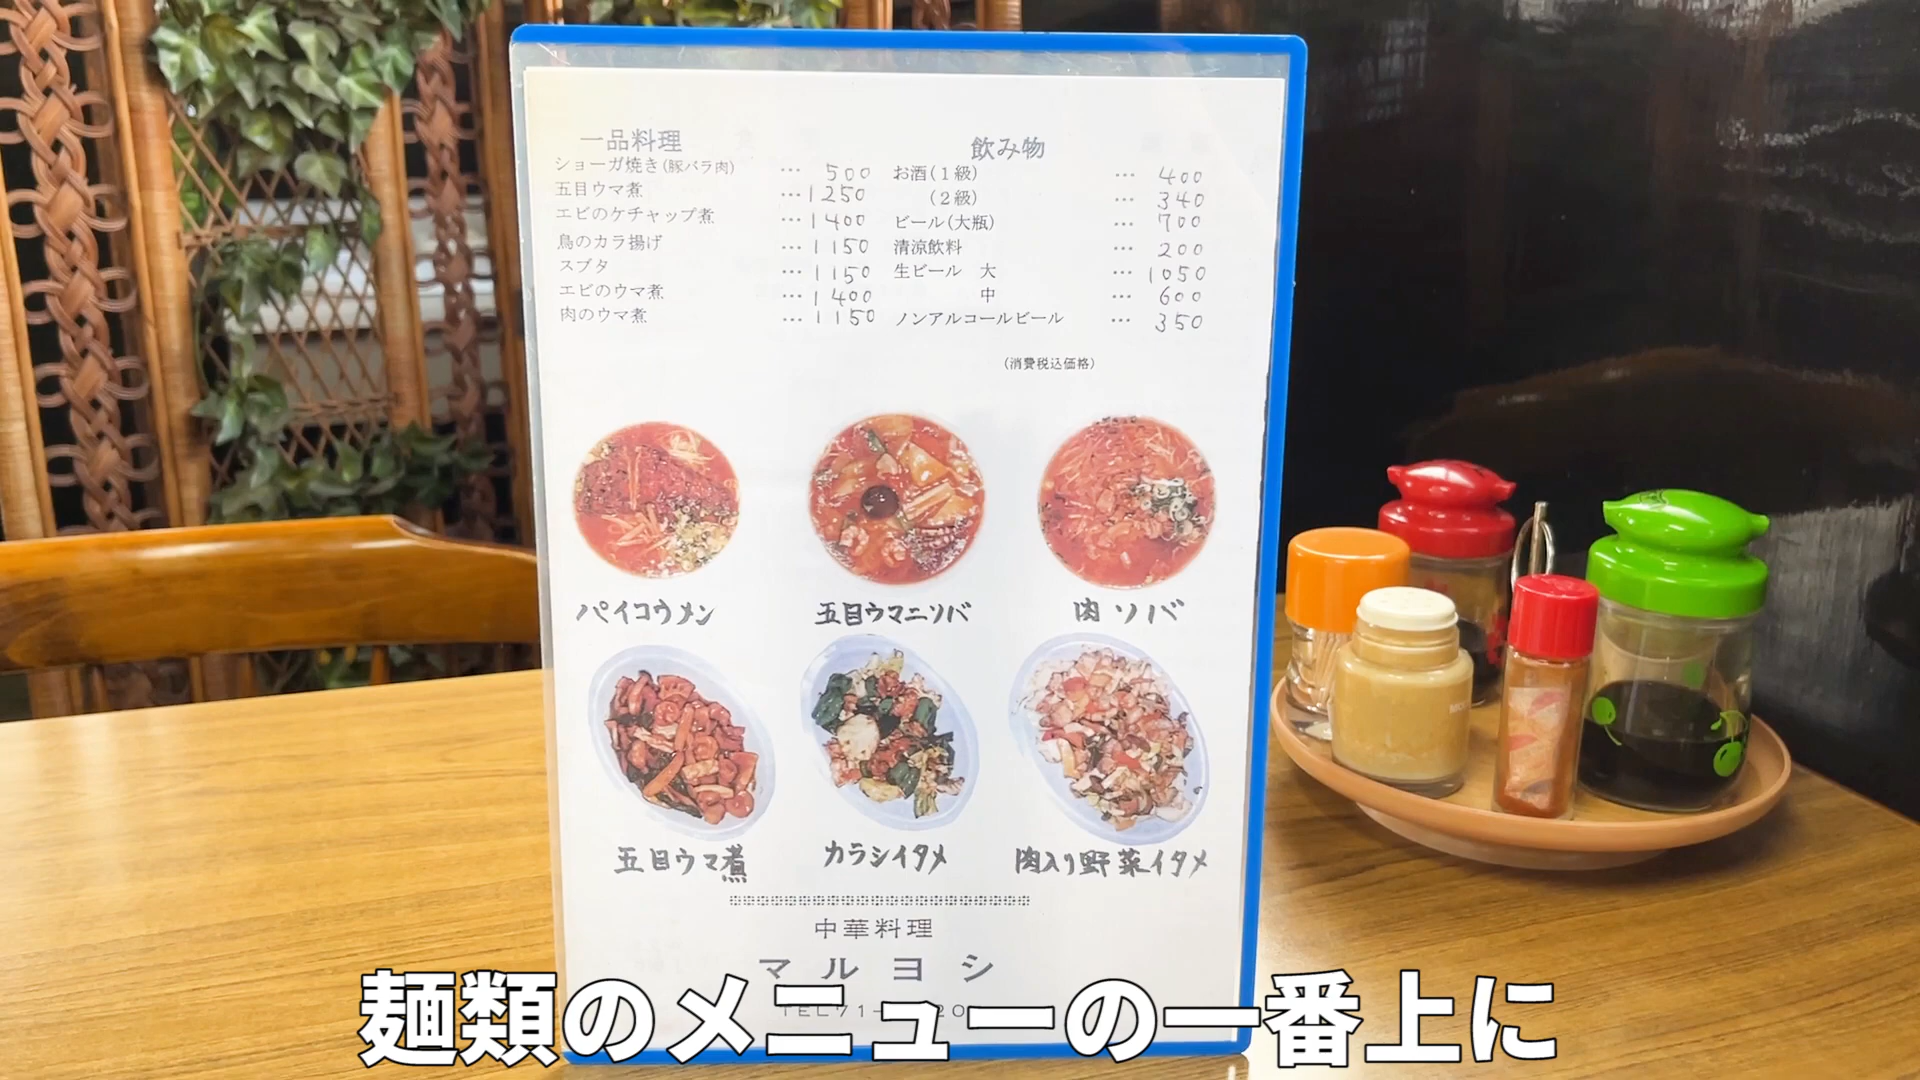 一品料理
ショーガ焼き(豚バラ肉) … 500
五目ウマ煮 … 1250
エビのケチャップ煮 … 1400
鳥のカラ揚げ … 1150
スブタ … 1150
エビのウマ煮 … 1400
肉のウマ煮 … 1150
飲み物
お酒(1級) … 400
(2級) … 340
ビール(大瓶) … 700
清涼飲料 … 200
生ビール 大 … 1050
中 … 600
ノンアルコールビール … 350
(消費税込価格)
パイコウメン 五目ウマニソバ 肉ソバ
五目ウマ煮 カラシイタメ 肉入り野菜イタメ
中華料理
マルヨシ
TEL71-
麺類のメニューの一番上に